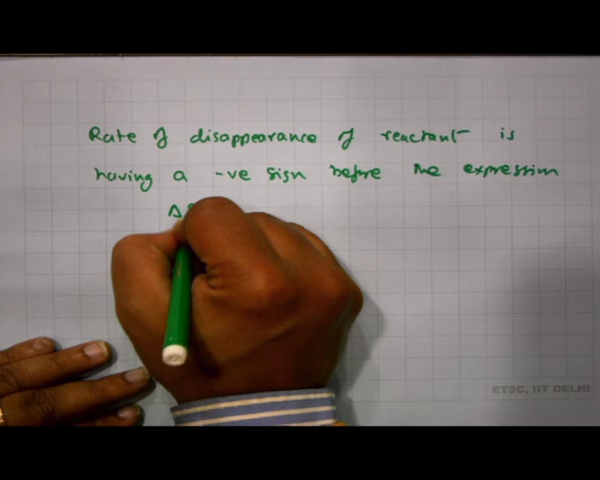 Rate of disappearance of reactant is
having a -ve sign before the expression
Δ
ETSC, IIT DELHI